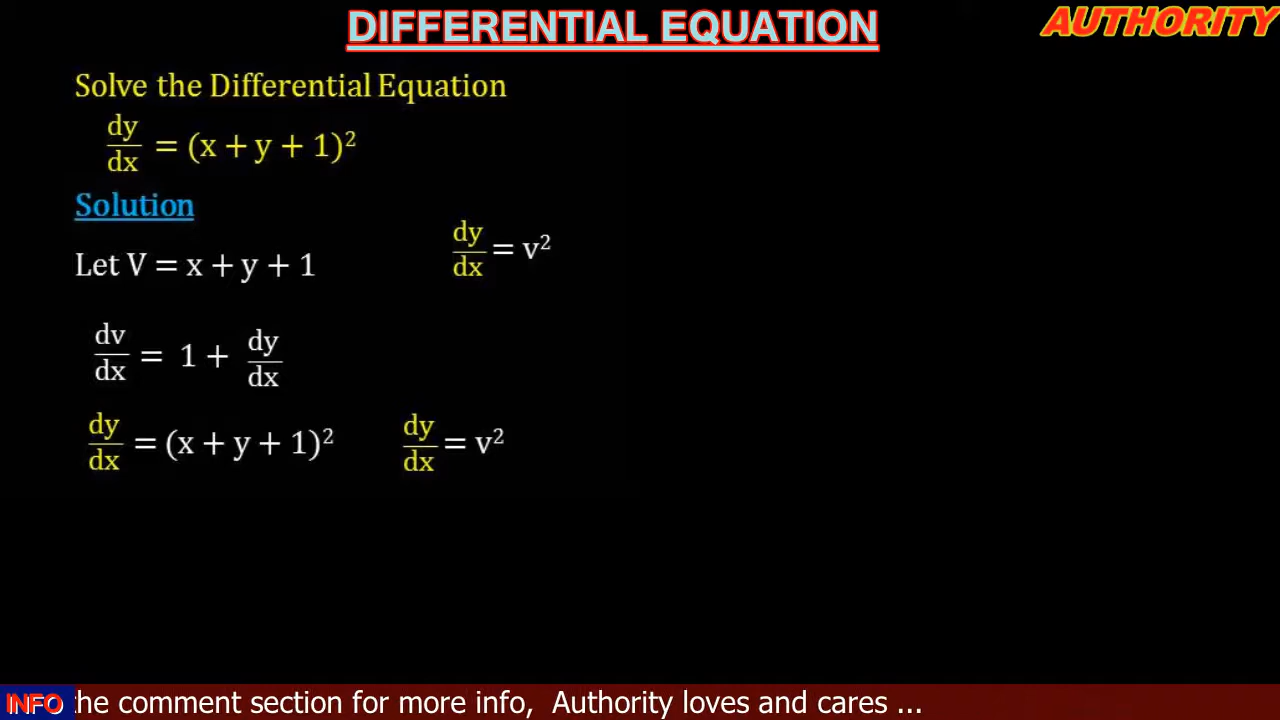 DIFFERENTIAL EQUATION
AUTHORITY
Solve the Differential Equation
dy/dx = (x + y + 1)²
Solution
Let V = x + y + 1
dy/dx = v²
dv/dx = 1 + dy/dx
dy/dx = (x + y + 1)²
dy/dx = v²
INFO the comment section for more info, Authority loves and cares ...